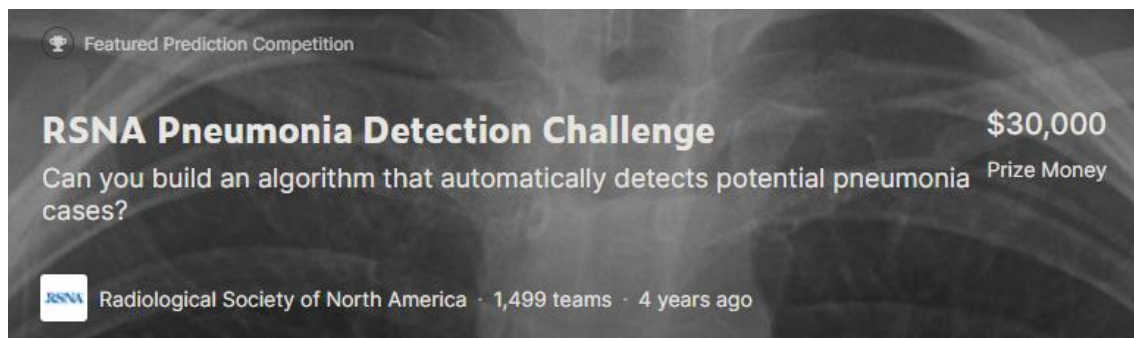 Featured Prediction Competition
RSNA Pneumonia Detection Challenge
$30,000
Can you build an algorithm that automatically detects potential pneumonia
cases?
Prize Money
RSNA
Radiological Society of North America · 1,499 teams · 4 years ago